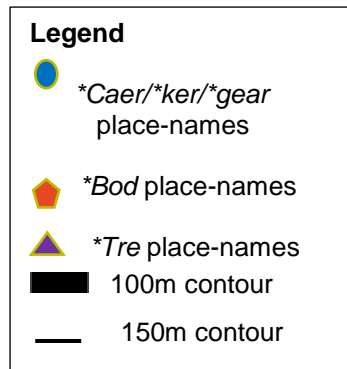 Legend
*Caer/*ker/*gear
place-names
*Bod place-names
*Tre place-names
100m contour
150m contour